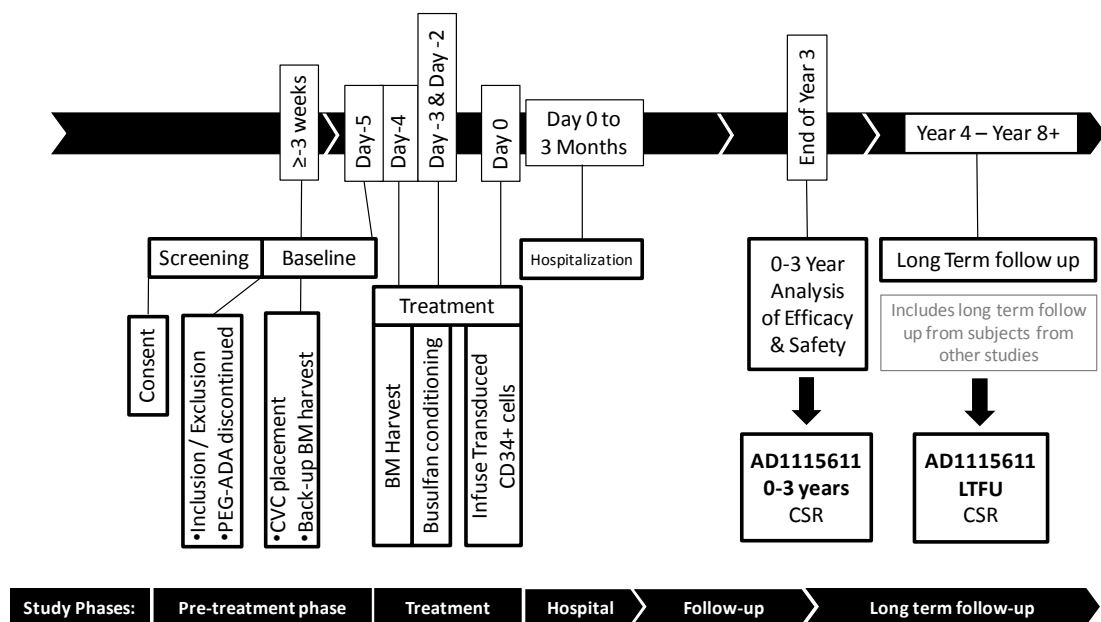 ≥-3 weeks
Day-5
Day-4
Day -3 & Day -2
Day 0
Day 0 to
3 Months
End of Year 3
Year 4 – Year 8+
Screening
Baseline
Hospitalization
0-3 Year
Analysis
of Efficacy
& Safety
Long Term follow up
Includes long term follow
up from subjects from
other studies
Treatment
Consent
•Inclusion / Exclusion
•PEG-ADA discontinued
•CVC placement
•Back-up BM harvest
BM Harvest
Busulfan conditioning
Infuse Transduced
CD34+ cells
AD1115611
0-3 years
CSR
AD1115611
LTFU
CSR
Study Phases:
Pre-treatment phase
Treatment
Hospital
Follow-up
Long term follow-up